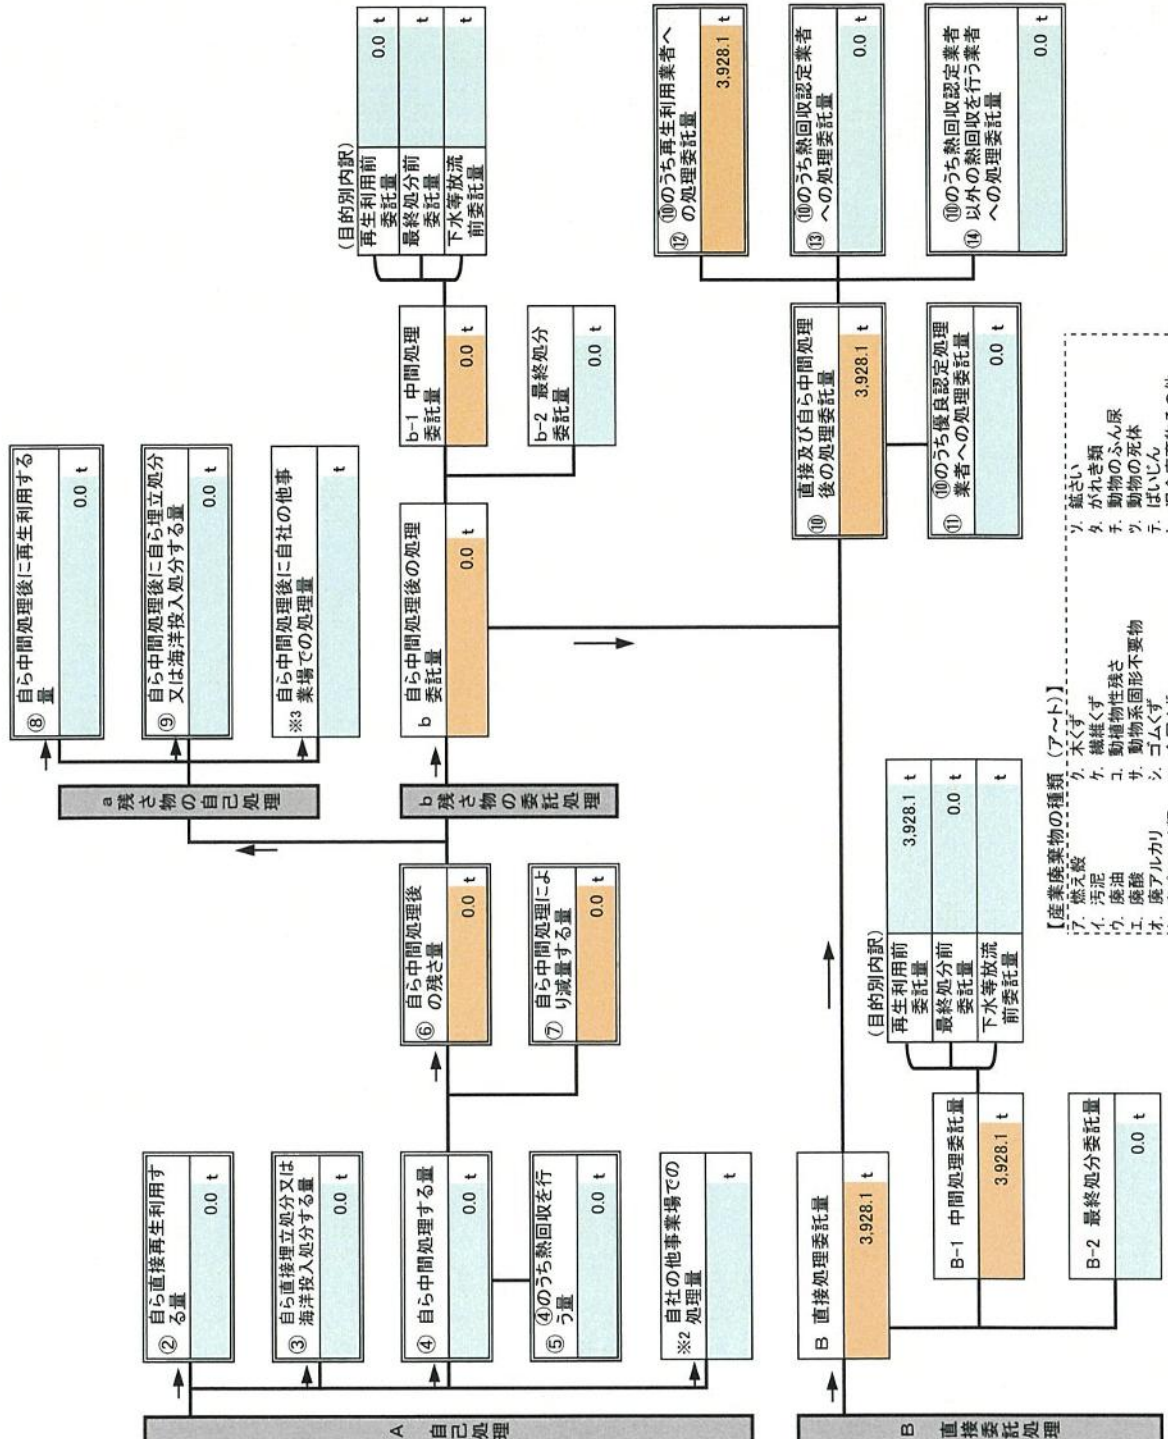 A 自己処理
② 自ら直接再生利用す
る量
0.0 t
③ 自ら直接埋立処分又は
海洋投入処分する量
0.0 t
④ 自ら中間処理する量
0.0 t
⑤ ④のうち熱回収を行
う量
0.0 t
※2 自社の他事業場での
処理量
t
⑥ 自ら中間処理後
の残さ量
0.0 t
⑦ 自ら中間処理によ
り減量する量
0.0 t
a 残さ物の自己処理
⑧ 自ら中間処理後に再生利用する
量
0.0 t
⑨ 自ら中間処理後に自ら埋立処分
又は海洋投入処分する量
0.0 t
※3 自ら中間処理後に自社の他事
業場での処理量
t
b 残さ物の委託処理
b 自ら中間処理後の処理
委託量
0.0 t
b-1 中間処理
委託量
0.0 t
b-2 最終処分
委託量
0.0 t
(目的別内訳)
再生利用前
委託量
0.0 t
最終処分前
委託量
t
下水等放流
前委託量
t
B 直接委託処理
B 直接処理委託量
3,928.1 t
B-1 中間処理委託量
3,928.1 t
B-2 最終処分委託量
0.0 t
(目的別内訳)
再生利用前
委託量
3,928.1 t
最終処分前
委託量
0.0 t
下水等放流
前委託量
t
⑩ 直接及び自ら中間処理
後の処理委託量
3,928.1 t
⑪ ⑩のうち優良認定処理
業者への処理委託量
0.0 t
⑫ ⑩のうち再生利用業者へ
の処理委託量
3,928.1 t
⑬ ⑩のうち熱回収認定業者
への処理委託量
0.0 t
⑭ ⑩のうち熱回収認定業者
以外の熱回収を行う業者
への処理委託量
0.0 t
【産業廃棄物の種類 (ア~ト)】
ア. 燃え殻
イ. 汚泥
ウ. 廃油
エ. 廃酸
オ. 廃アルカリ
ク. 木くず
ケ. 繊維くず
コ. 動植物性残さ
サ. 動物系固形不要物
シ. ゴムくず
ソ. 鉱さい
タ. がれき類
チ. 動物のふん尿
ツ. 動物の死体
テ. ばいじん